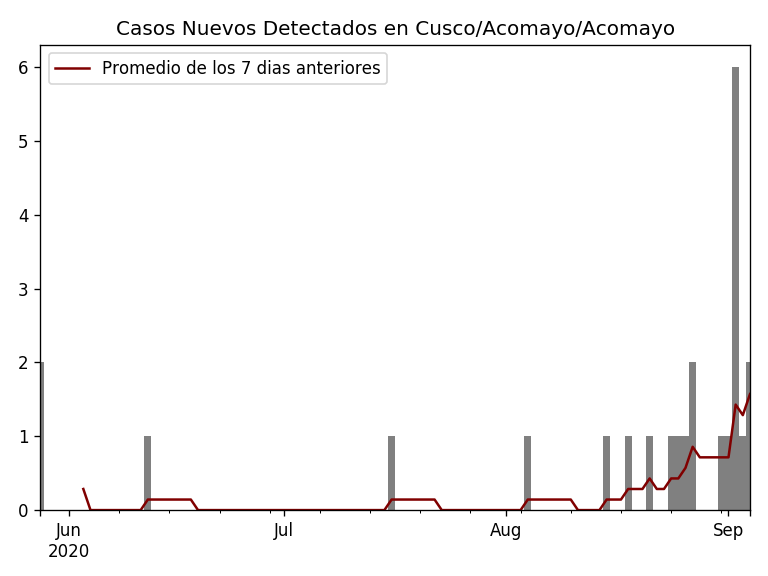 Casos Nuevos Detectados en Cusco/Acomayo/Acomayo
Promedio de los 7 dias anteriores
6
5
4
3
2
1
0
Jun Jul Aug Sep
2020